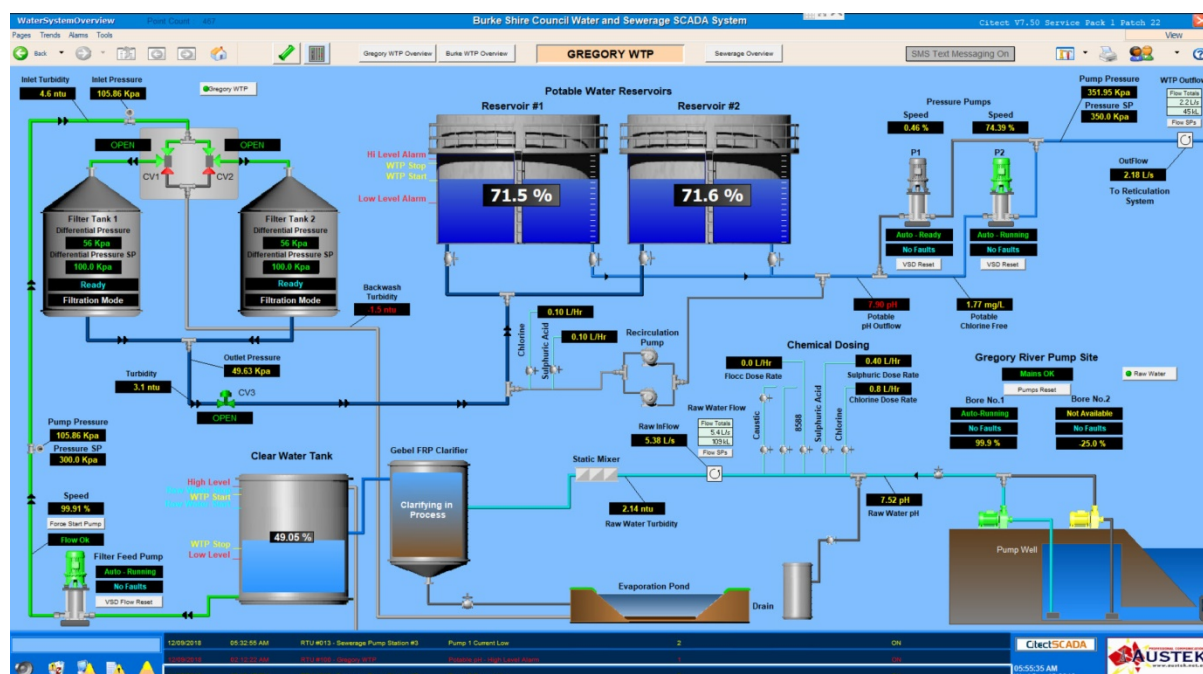 WaterSystemOverview
Point Count 467
Burke Shire Council Water and Sewerage SCADA System
Citect V7.50 Service Pack 1 Patch 22
Pages Trends Alarms Tools
View
Back
Gregory WTP Overview
Burke WTP Overview
GREGORY WTP
Sewerage Overview
SMS Text Messaging On
Inlet Turbidity
4.6 ntu
Inlet Pressure
105.86 Kpa
Gregory WTP
OPEN
OPEN
CV1
CV2
Filter Tank 1
Differential Pressure
56 Kpa
Differential Pressure SP
100.0 Kpa
Ready
Filtration Mode
Filter Tank 2
Differential Pressure
56 Kpa
Differential Pressure SP
100.0 Kpa
Ready
Filtration Mode
Backwash
Turbidity
-1.5 ntu
Outlet Pressure
49.63 Kpa
Turbidity
3.1 ntu
CV3
OPEN
Potable Water Reservoirs
Reservoir #1
Reservoir #2
Hi Level Alarm
WTP Stop
WTP Start
Low Level Alarm
71.5 %
71.6 %
Pressure Pumps
Speed
0.46 %
Speed
74.39 %
P1
P2
Auto - Ready
No Faults
VSD Reset
Auto - Running
No Faults
VSD Reset
Pump Pressure
351.95 Kpa
Pressure SP
350.0 Kpa
WTP Outflow
Flow Totals
2.2 L/s
45 kL
Flow SPs
OutFlow
2.18 L/s
To Reticulation
System
7.90 pH
Potable
pH Outflow
1.77 mg/L
Potable
Chlorine Free
Chlorine
0.10 L/Hr
Sulphuric Acid
0.10 L/Hr
Recirculation
Pump
Chemical Dosing
0.0 L/Hr
Flocc Dose Rate
0.40 L/Hr
Sulphuric Dose Rate
0.8 L/Hr
Chlorine Dose Rate
Caustic
8588
Sulphuric Acid
Chlorine
Gregory River Pump Site
Mains OK
Pumps Reset
Raw Water
Bore No.1
Auto-Running
No Faults
99.9 %
Bore No.2
Not Available
No Faults
-25.0 %
Raw Water Flow
5.38 L/s
Raw InFlow
Flow Totals
5.4 L/s
109 kL
Flow SPs
Static Mixer
2.14 ntu
Raw Water Turbidity
7.52 pH
Raw Water pH
Pump Well
Pump Pressure
105.86 Kpa
Pressure SP
300.0 Kpa
Speed
99.91 %
Force Start Pump
Flow Ok
Filter Feed Pump
Auto - Running
No Faults
VSD Flow Reset
Clear Water Tank
High Level
WTP Start
49.05 %
WTP Stop
Low Level
Gebel FRP Clarifier
Clarifying in
Process
Evaporation Pond
Drain
12/09/2018 05:32:55 AM RTU #013 - Sewerage Pump Station #3 Pump 1 Current Low 2 ON
12/09/2018 02:12:22 AM Gregory WTP Potable pH - High Level Alarm 1 ON
CitectSCADA
05:55:35 AM
AUSTEK